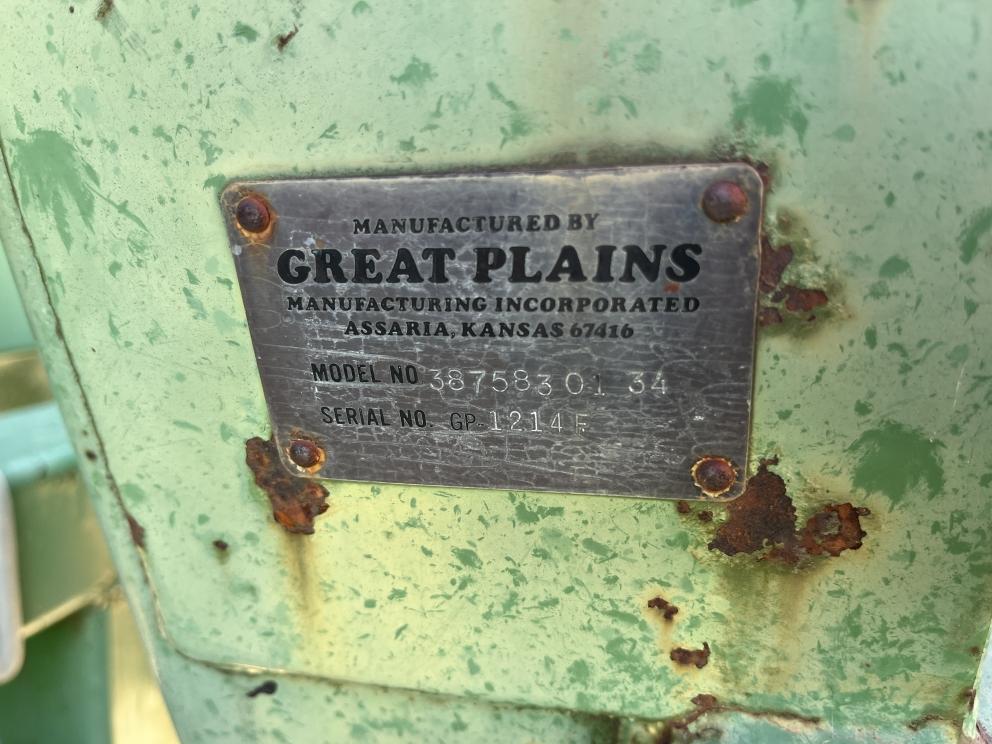 MANUFACTURED BY
GREAT PLAINS
MANUFACTURING INCORPORATED
ASSARIA, KANSAS 67416
MODEL NO 38758301 34
SERIAL NO. GP-1214F